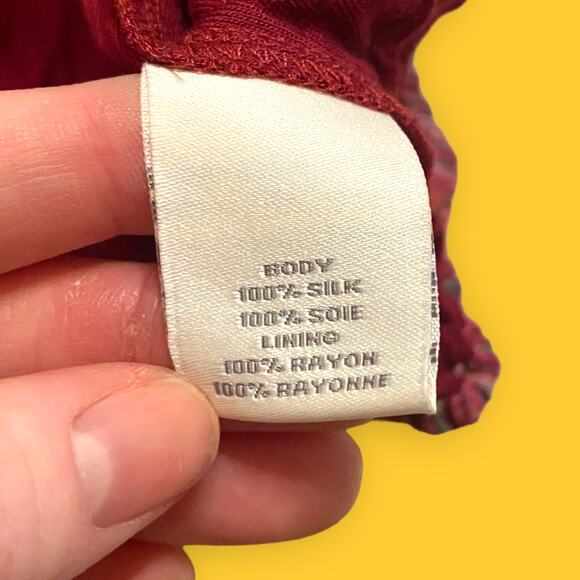 BODY
100% SILK
100% SOIE
LINING
100% RAYON
100% RAYONNE